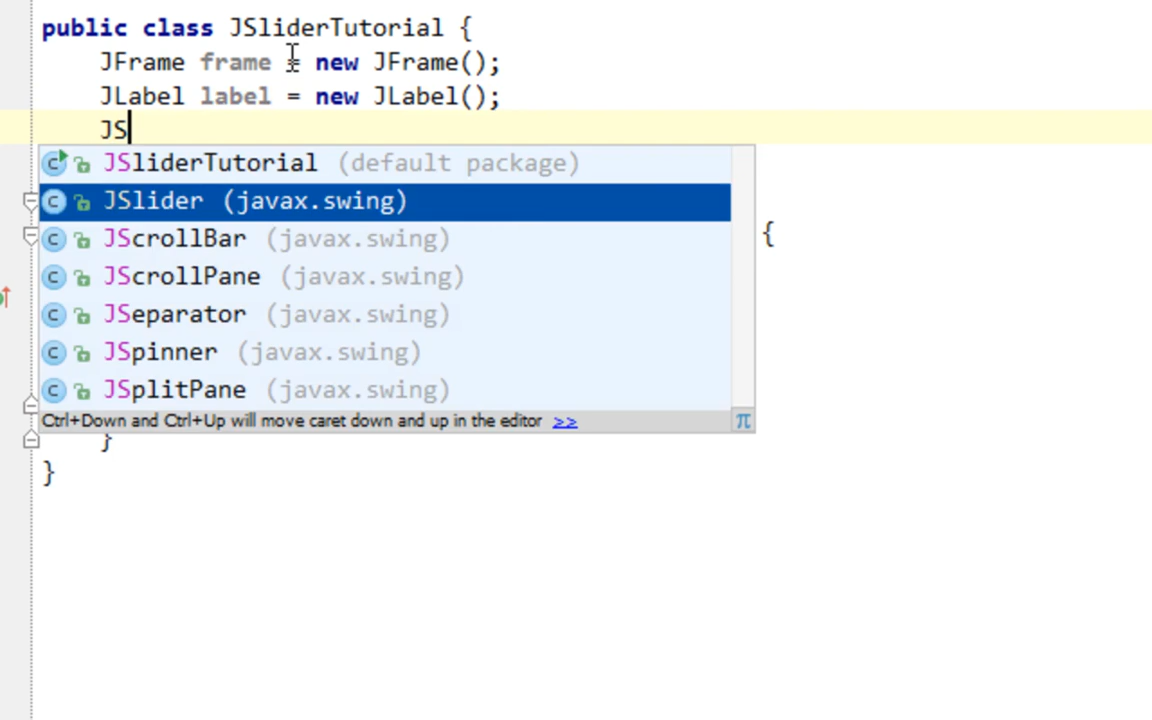 public class JSliderTutorial {
JFrame frame = new JFrame();
JLabel label = new JLabel();
JS
JSliderTutorial (default package)
JSlider (javax.swing)
{
JScrollBar (javax.swing)
JScrollPane (javax.swing)
JSeparator (javax.swing)
JSpinner (javax.swing)
JSplitPane (javax.swing)
Ctrl+Down and Ctrl+Up will move caret down and up in the editor >> π
}
}